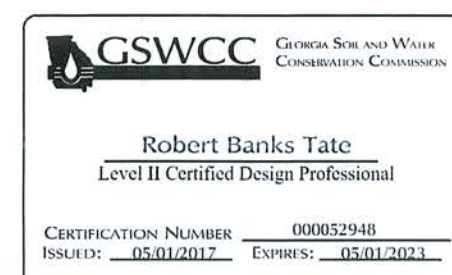 GSWCC GEORGIA SOIL AND WATER
CONSERVATION COMMISSION
Robert Banks Tate
Level II Certified Design Professional
CERTIFICATION NUMBER 000052948
ISSUED: 05/01/2017 EXPIRES: 05/01/2023